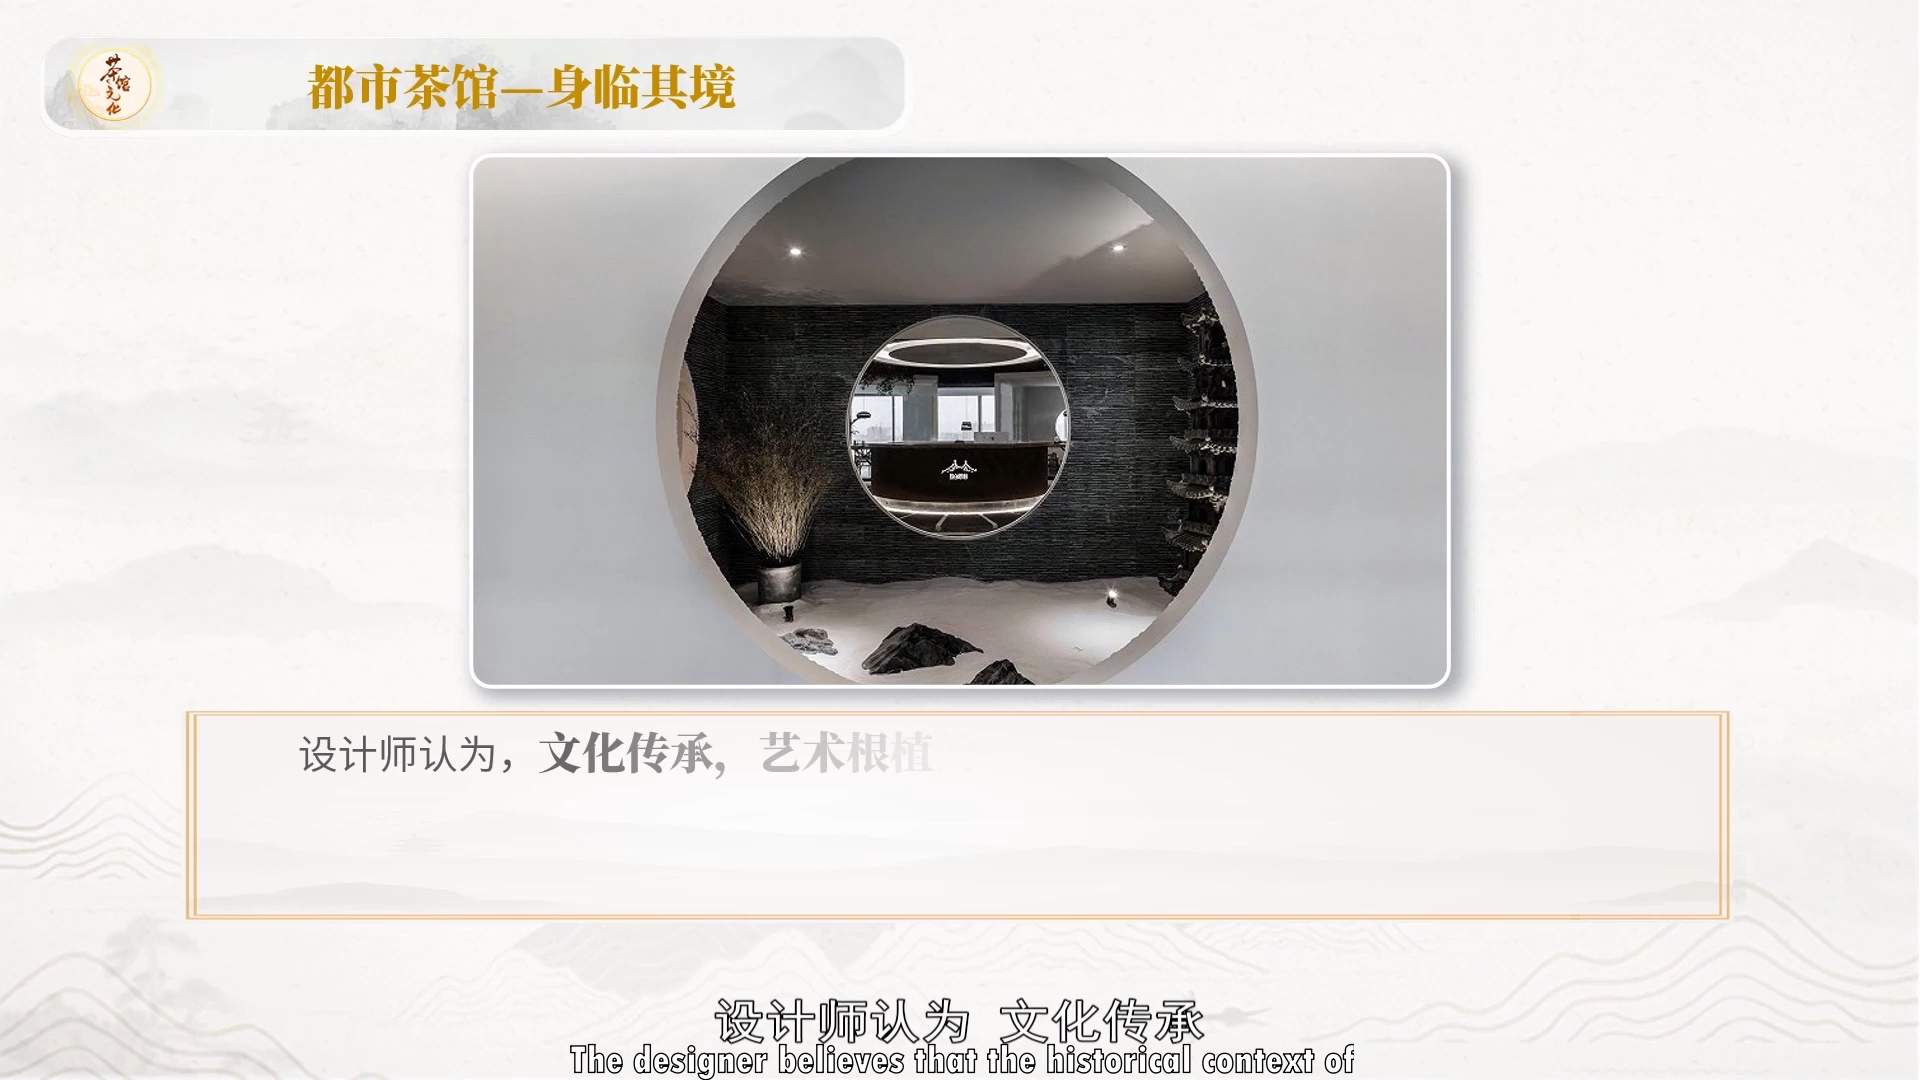 茶馆文化
都市茶馆—身临其境
设计师认为，文化传承，艺术根植
设计师认为 文化传承
The designer believes that the historical context of